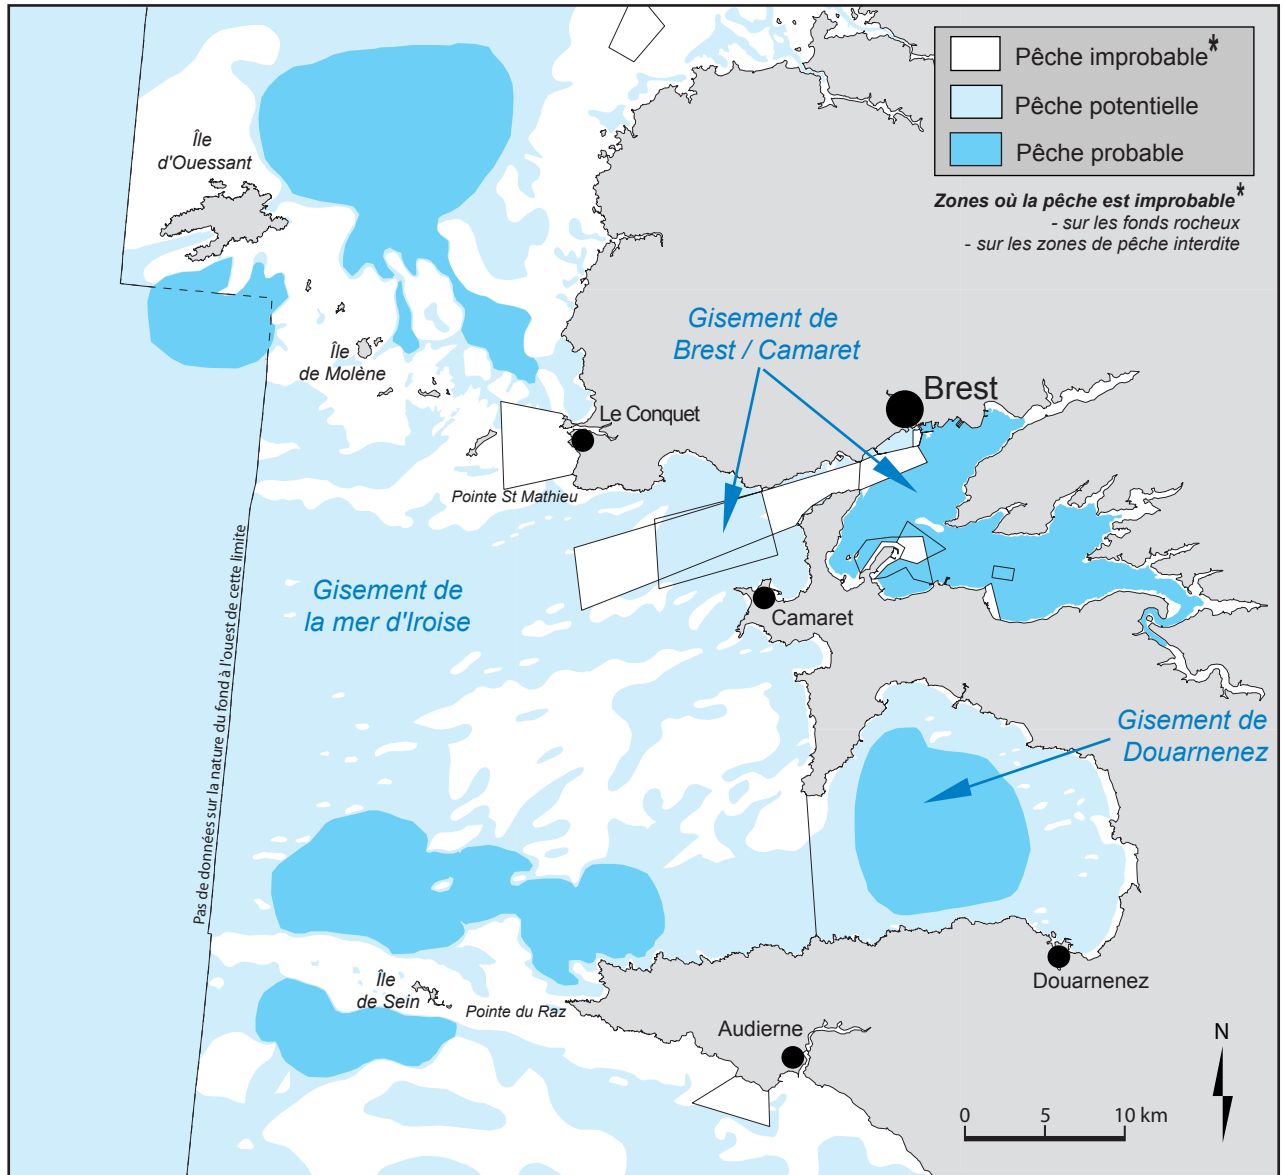 Pêche improbable*
Pêche potentielle
Pêche probable
Zones où la pêche est improbable*
- sur les fonds rocheux
- sur les zones de pêche interdite
Île
d'Ouessant
Île
de Molène
Gisement de
Brest / Camaret
Brest
Le Conquet
Pointe St Mathieu
Gisement de
la mer d'Iroise
Camaret
Pas de données sur la nature du fond à l'ouest de cette limite
Gisement de
Douarnenez
Île
de Sein
Pointe du Raz
Douarnenez
Audierne
N
0 5 10 km